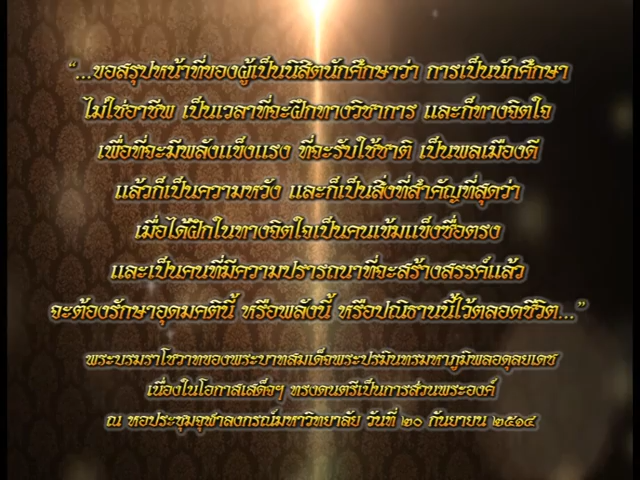 “...ขอสรุปหน้าที่ของผู้เป็นนิสิตนักศึกษาว่า การเป็นนักศึกษา
ไม่ใช่อาชีพ เป็นเวลาที่จะฝึกทางวิชาการ และก็ทางจิตใจ
เพื่อที่จะมีพลังแข็งแรง ที่จะรับใช้ชาติ เป็นพลเมืองดี
แล้วก็เป็นความหวัง และก็เป็นสิ่งที่สำคัญที่สุดว่า
เมื่อได้ฝึกในทางจิตใจเป็นคนเข้มแข็งซื่อตรง
และเป็นคนที่มีความปรารถนาที่จะสร้างสรรค์แล้ว
จะต้องรักษาอุดมคตินี้ หรือพลังนี้ หรือปณิธานนี้ไว้ตลอดชีวิต...”
พระบรมราโชวาทของพระบาทสมเด็จพระปรมินทรมหาภูมิพลอดุลยเดช
เนื่องในโอกาสเสด็จฯ ทรงดนตรีเป็นการส่วนพระองค์
ณ หอประชุมจุฬาลงกรณ์มหาวิทยาลัย วันที่ ๒๐ กันยายน ๒๕๑๔